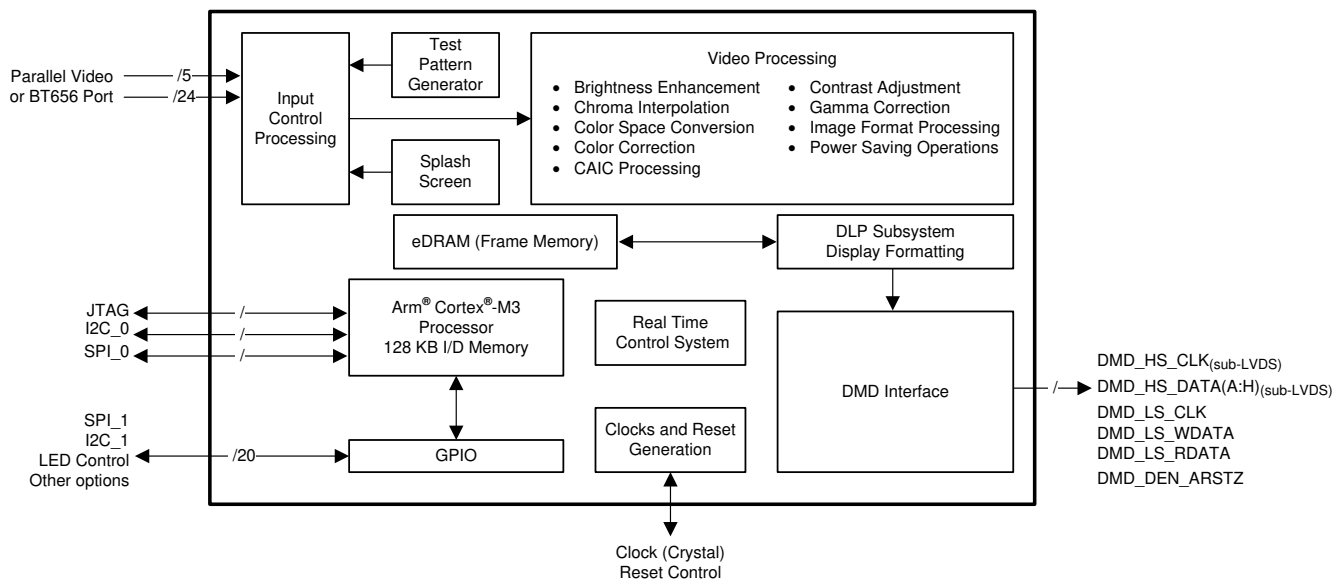 Parallel Video
or BT656 Port
/5
/24
Input
Control
Processing
Test
Pattern
Generator
Splash
Screen
Video Processing
• Brightness Enhancement
• Chroma Interpolation
• Color Space Conversion
• Color Correction
• CAIC Processing
• Contrast Adjustment
• Gamma Correction
• Image Format Processing
• Power Saving Operations
eDRAM (Frame Memory)
DLP Subsystem
Display Formatting
JTAG
I2C_0
SPI_0
/
/
/
Arm® Cortex®-M3
Processor
128 KB I/D Memory
Real Time
Control System
DMD Interface
/
DMD_HS_CLK(sub-LVDS)
DMD_HS_DATA(A:H)(sub-LVDS)
DMD_LS_CLK
DMD_LS_WDATA
DMD_LS_RDATA
DMD_DEN_ARSTZ
SPI_1
I2C_1
LED Control
Other options
/20
GPIO
Clocks and Reset
Generation
Clock (Crystal)
Reset Control